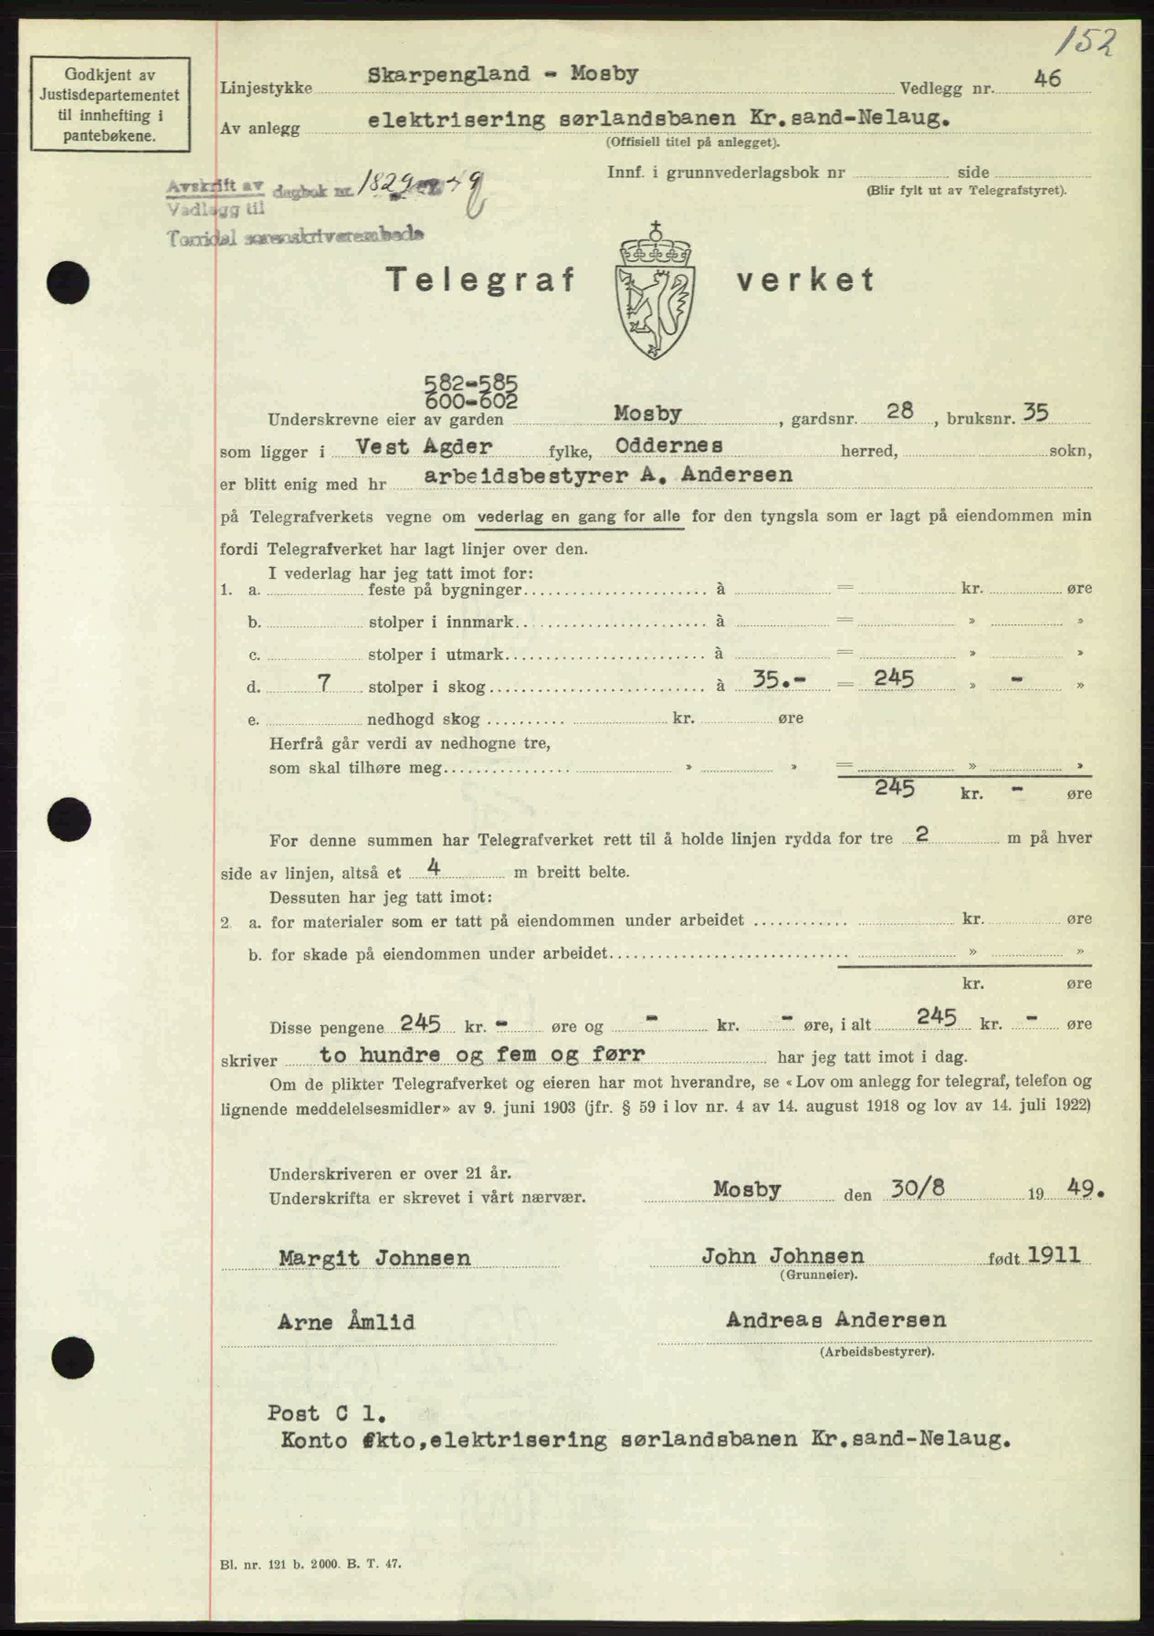 152
Godkjent av
Justisdepartementet
til innhefting i
pantebøkene.
Linjestykke Skarpengland - Mosby Vedlegg nr. 46
Av anlegg elektrisering sørlandsbanen Kr.sand-Nelaug.
(Offisiell titel på anlegget).
Innf. i grunnvederlagsbok nr side
(Blir fylt ut av Telegrafstyret).
Avskrift av dagbok nr. 1829 49
Vedlegg til
Torridal sorenskriverembede
Telegraf verket
582-585
600-602
Underskrevne eier av garden Mosby, gardsnr. 28, bruksnr. 35
som ligger i Vest Agder fylke, Oddernes herred, sokn,
er blitt enig med hr arbeidsbestyrer A. Andersen
på Telegrafverkets vegne om vederlag en gang for alle for den tyngsla som er lagt på eiendommen min
fordi Telegrafverket har lagt linjer over den.
I vederlag har jeg tatt imot for:
1. a. feste på bygninger à = kr. øre
b. stolper i innmark à = » »
c. stolper i utmark à = » »
d. 7 stolper i skog à 35.- = 245 » - »
e. nedhogd skog kr. øre
Herfrå går verdi av nedhogne tre,
som skal tilhøre meg » » = » »
245 kr. - øre
For denne summen har Telegrafverket rett til å holde linjen rydda for tre 2 m på hver
side av linjen, altså et 4 m breitt belte.
Dessuten har jeg tatt imot:
2 a. for materialer som er tatt på eiendommen under arbeidet kr. øre
b. for skade på eiendommen under arbeidet » »
kr. øre
Disse pengene 245 kr. - øre og - kr. - øre, i alt 245 kr. - øre
skriver to hundre og fem og førr har jeg tatt imot i dag.
Om de plikter Telegrafverket og eieren har mot hverandre, se «Lov om anlegg for telegraf, telefon og
lignende meddelelsesmidler» av 9. juni 1903 (jfr. § 59 i lov nr. 4 av 14. august 1918 og lov av 14. juli 1922)
Underskriveren er over 21 år.
Underskrifta er skrevet i vårt nærvær. Mosby den 30/8 19 49.
Margit Johnsen John Johnsen født 1911
(Grunneier).
Arne Åmlid Andreas Andersen
(Arbeidsbestyrer).
Post C 1.
Konto kto, elektrisering sørlandsbanen Kr.sand-Nelaug.
Bl. nr. 121 b. 2000. B. T. 47.